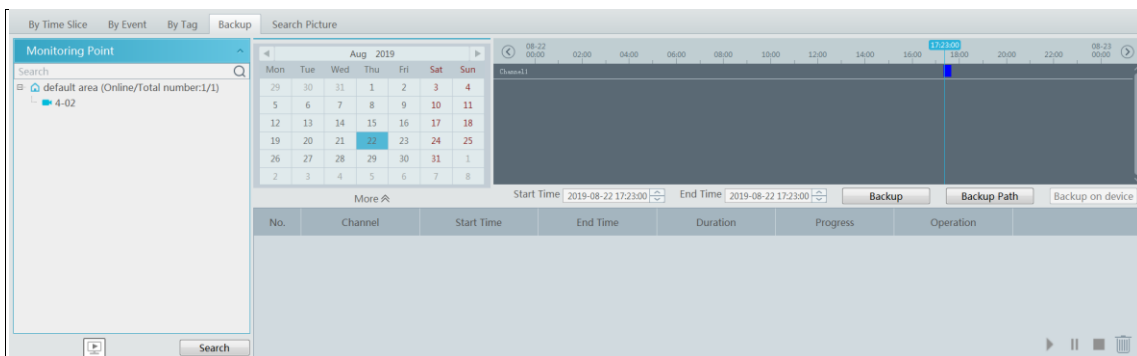 By Time Slice By Event By Tag Backup Search Picture
Monitoring Point
Search
default area (Online/Total number:1/1)
4-02
Search
Aug 2019
Mon Tue Wed Thu Fri Sat Sun
29 30 31 1 2 3 4
5 6 7 8 9 10 11
12 13 14 15 16 17 18
19 20 21 22 23 24 25
26 27 28 29 30 31 1
2 3 4 5 6 7 8
More
17:23:00
08-22 08-23
00:00 02:00 04:00 06:00 08:00 10:00 12:00 14:00 16:00 18:00 20:00 22:00 00:00
Channel1
Start Time 2019-08-22 17:23:00 End Time 2019-08-22 17:23:00 Backup Backup Path Backup on device
No. Channel Start Time End Time Duration Progress Operation